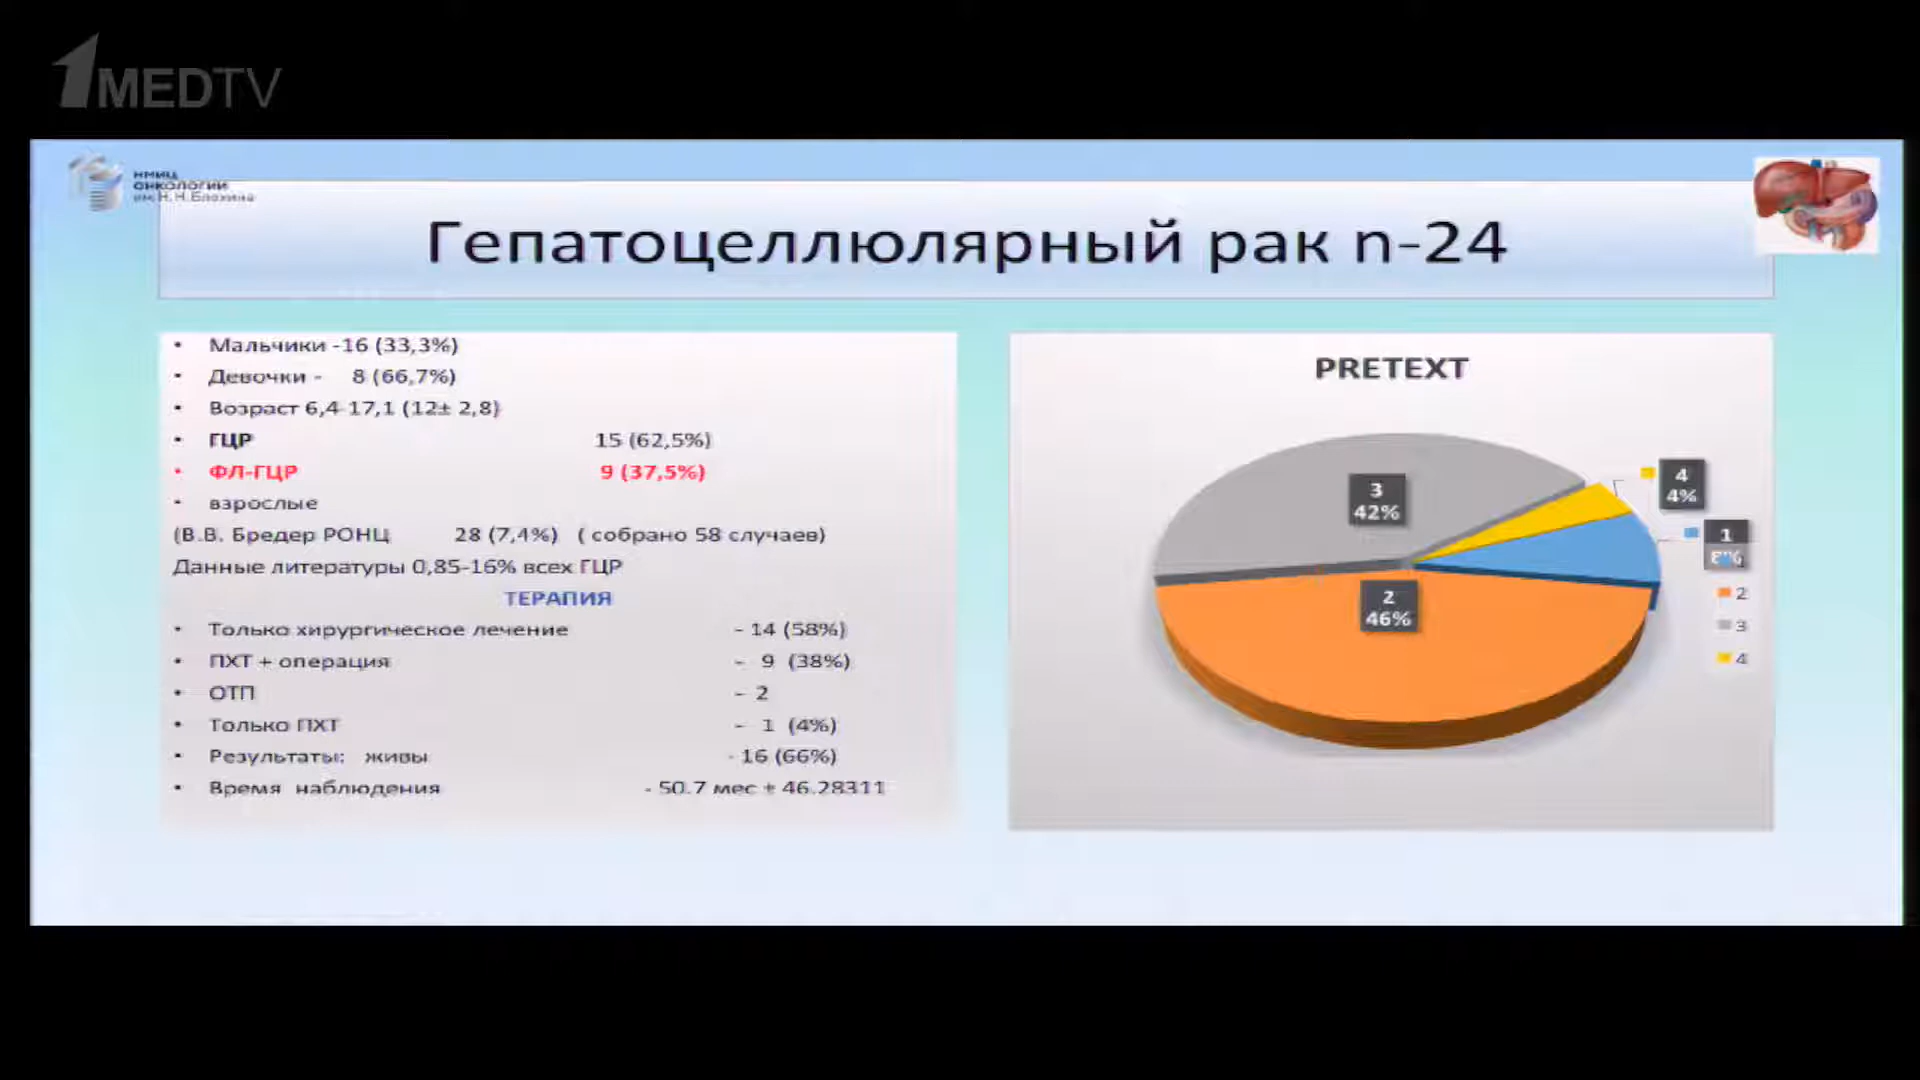 1MEDTV
НМИЦ
ОНКОЛОГИИ
им. Н.Н.Блохина
Гепатоцеллюлярный рак n-24
• Мальчики -16 (33,3%)
• Девочки - 8 (66,7%)
• Возраст 6,4-17,1 (12± 2,8)
• ГЦР 15 (62,5%)
• ФЛ-ГЦР 9 (37,5%)
• взрослые
(В.В. Бредер РОНЦ 28 (7,4%) ( собрано 58 случаев)
Данные литературы 0,85-16% всех ГЦР
ТЕРАПИЯ
• Только хирургическое лечение - 14 (58%)
• ПХТ + операция - 9 (38%)
• ОТП - 2
• Только ПХТ - 1 (4%)
• Результаты: живы - 16 (66%)
• Время наблюдения - 50.7 мес ± 46.28311
PRETEXT
3
42%
4
4%
1
8%
2
46%
2
3
4